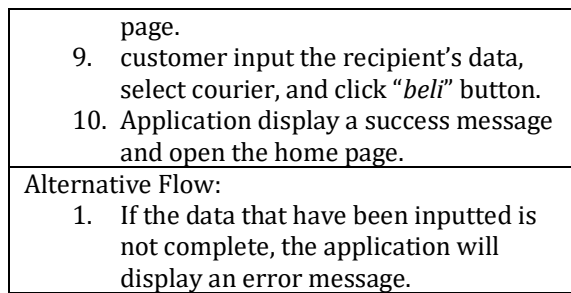 page.
9. customer input the recipient’s data,
select courier, and click “beli” button.
10. Application display a success message
and open the home page.
Alternative Flow:
1. If the data that have been inputted is
not complete, the application will
display an error message.